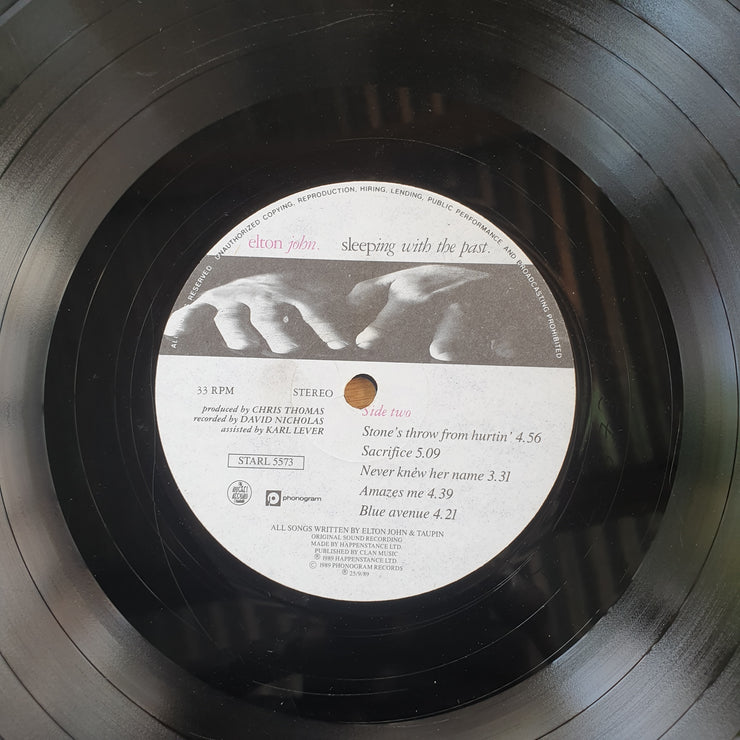 ALL RESERVED UNAUTHORIZED COPYING, REPRODUCTION, HIRING, LENDING, PUBLIC PERFORMANCE AND BROADCASTING PROHIBITED
elton john. sleeping with the past.
33 RPM STEREO
produced by CHRIS THOMAS
recorded by DAVID NICHOLAS
assisted by KARL LEVER
STARL 5573
THE ROCKET RECORD COMPANY
phonogram
Side two
Stone's throw from hurtin' 4.56
Sacrifice 5.09
Never knew her name 3.31
Amazes me 4.39
Blue avenue 4.21
ALL SONGS WRITTEN BY ELTON JOHN & TAUPIN
ORIGINAL SOUND RECORDING
MADE BY HAPPENSTANCE LTD.
PUBLISHED BY CLAN MUSIC
℗ 1989 HAPPENSTANCE LTD.
© 1989 PHONOGRAM RECORDS
℗ 25/9/89